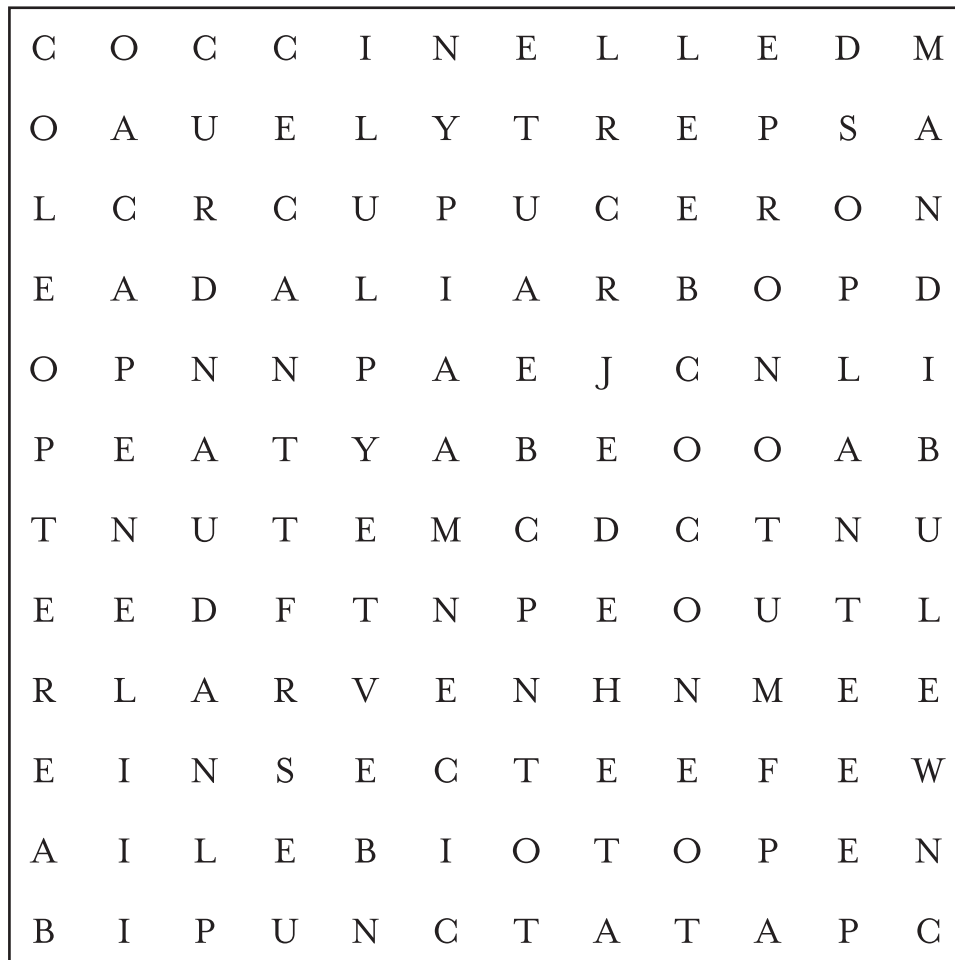 C O C C I N E L L E D M
O A U E L Y T R E P S A
L C R C U P U C E R O N
E A D A L I A R B O P D
O P N N P A E J C N L I
P E A T Y A B E O O A B
T N U T E M C D C T N U
E E D F T N P E O U T L
R L A R V E N H N M E E
E I N S E C T E E F E W
A I L E B I O T O P E N
B I P U N C T A T A P C